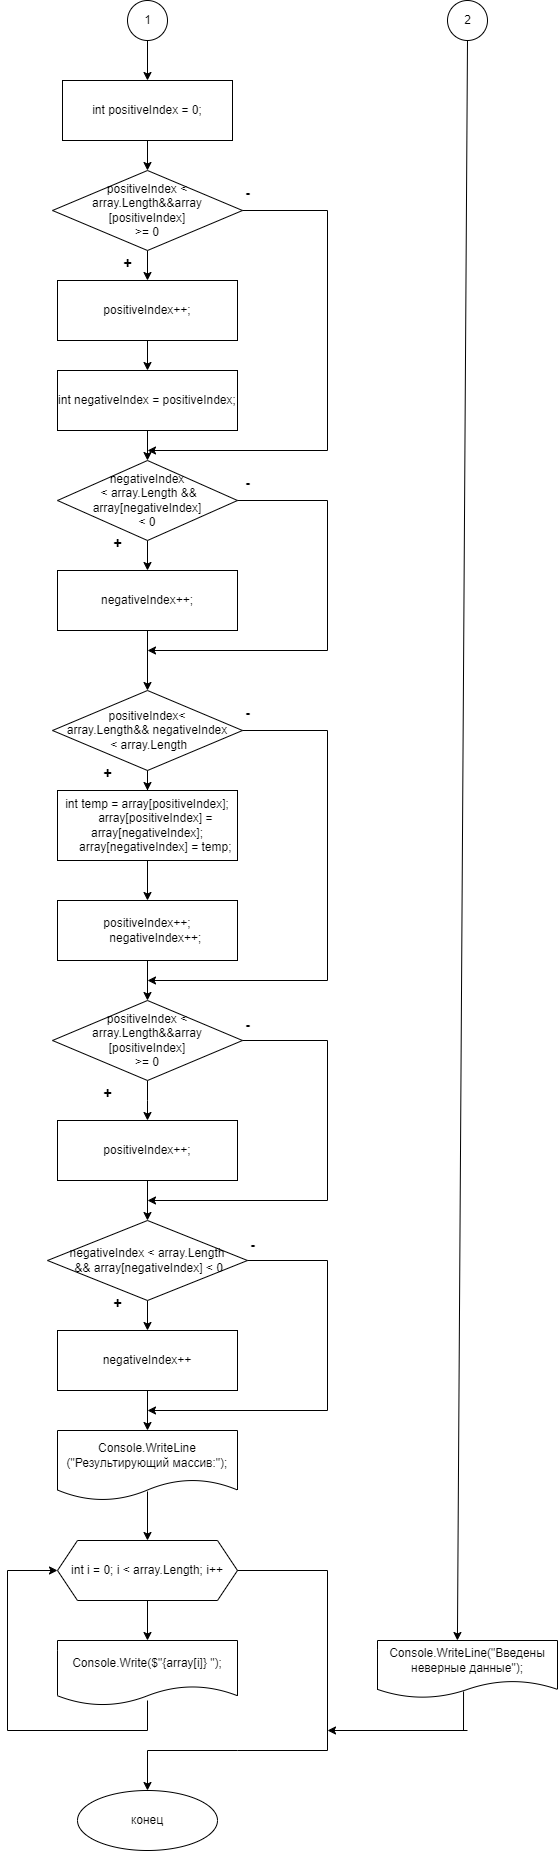 1
2
int positiveIndex = 0;
positiveIndex <
array.Length&&array
[positiveIndex]
>= 0
-
+
positiveIndex++;
int negativeIndex = positiveIndex;
negativeIndex
< array.Length &&
array[negativeIndex]
< 0
-
+
negativeIndex++;
positiveIndex<
array.Length&& negativeIndex
< array.Length
-
+
int temp = array[positiveIndex];
array[positiveIndex] =
array[negativeIndex];
array[negativeIndex] = temp;
positiveIndex++;
negativeIndex++;
positiveIndex <
array.Length&&array
[positiveIndex]
>= 0
-
+
positiveIndex++;
negativeIndex < array.Length
&& array[negativeIndex] < 0
-
+
negativeIndex++
Console.WriteLine
("Результирующий массив:");
int i = 0; i < array.Length; i++
Console.Write($"{array[i]} ");
Console.WriteLine("Введены
неверные данные");
конец